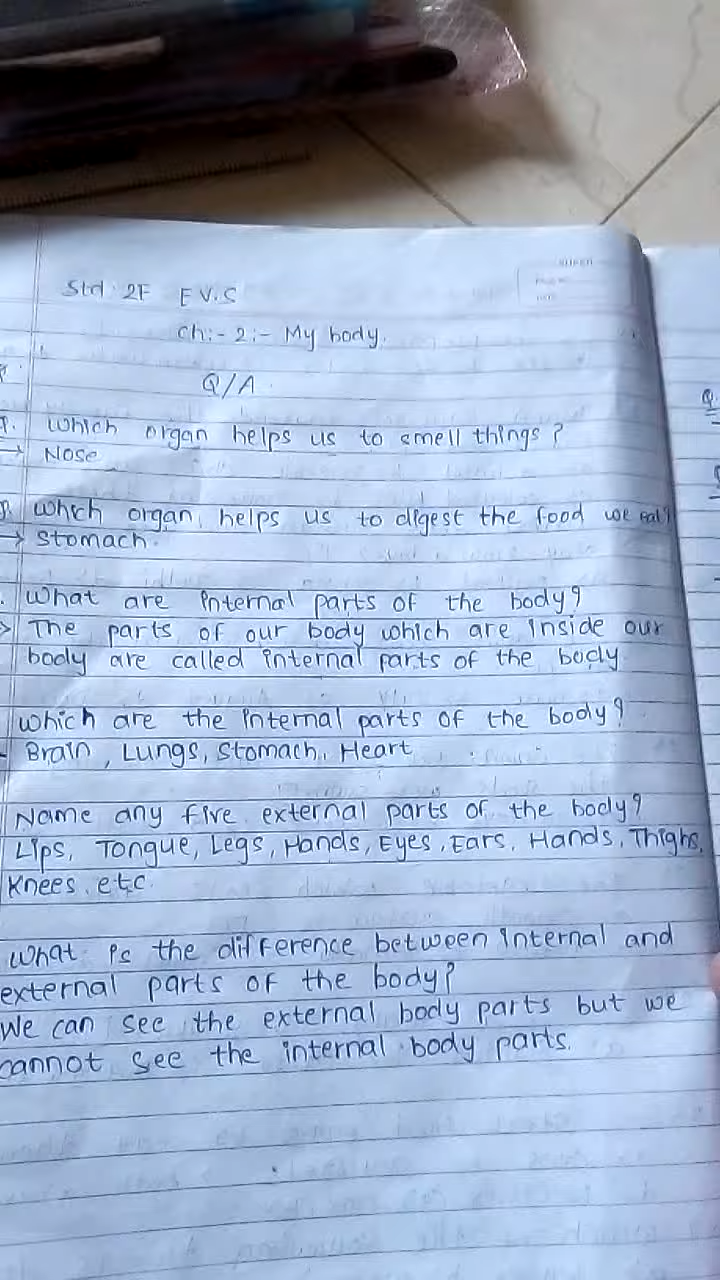 Std: 2F E V.S
Ch:- 2:- My body.
Q/A
Q. Which organ helps us to smell things?
→ Nose
Which organ helps us to digest the food we eat?
→ Stomach.
What are internal parts of the body?
The parts of our body which are inside our
body are called internal parts of the body
Which are the internal parts of the body?
Brain, Lungs, Stomach, Heart
Name any five external parts of the body?
Lips, Tongue, Legs, Hands, Eyes, Ears, Hands, Thighs,
Knees. etc.
What is the difference between internal and
external parts of the body?
We can see the external body parts but we
cannot see the internal body parts.